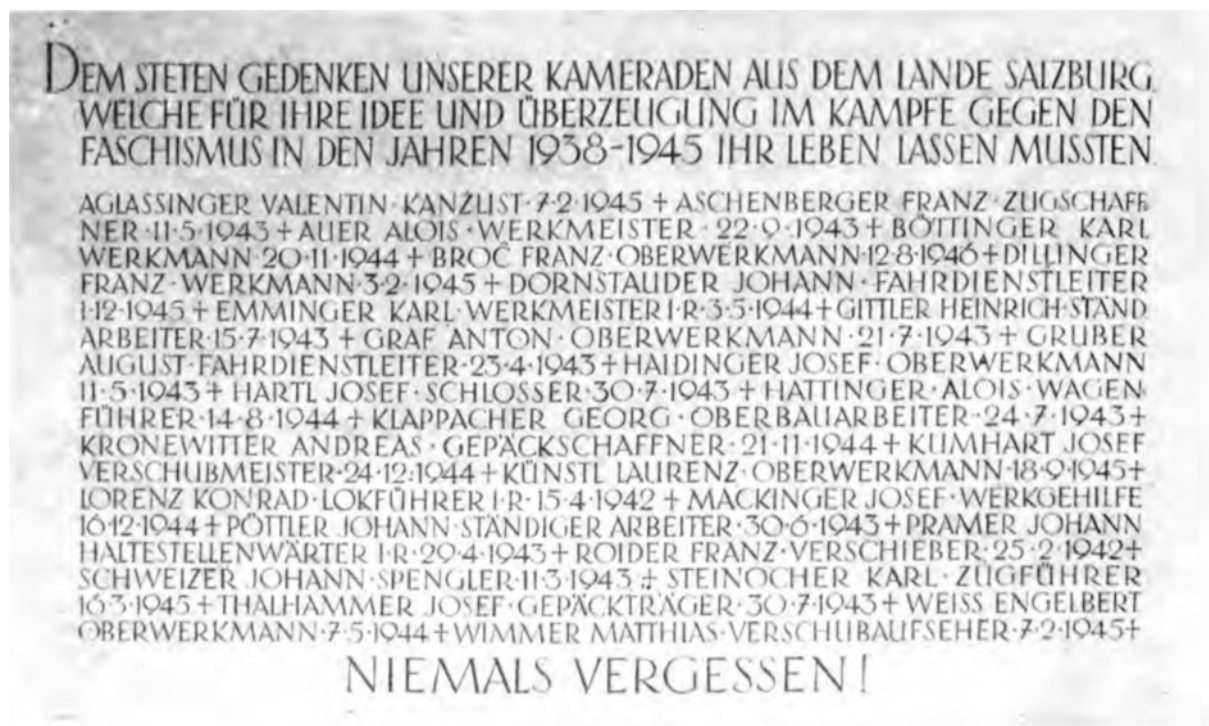 DEM STETEN GEDENKEN UNSERER KAMERADEN AUS DEM LANDE SALZBURG,
WELCHE FÜR IHRE IDEE UND ÜBERZEUGUNG IM KAMPFE GEGEN DEN
FASCHISMUS IN DEN JAHREN 1938-1945 IHR LEBEN LASSEN MUSSTEN.
AGLASSINGER VALENTIN·KANZLIST·7·2·1945+ASCHENBERGER FRANZ·ZUGSCHAFF
NER·11·5·1943+AUER ALOIS·WERKMEISTER·22·9·1943+BÖTTINGER KARL
WERKMANN·20·11·1944+BROČ FRANZ·OBERWERKMANN·12·8·1946+DILLINGER
FRANZ·WERKMANN·3·2·1945+DORNSTAUDER JOHANN·FAHRDIENSTLEITER
1·12·1945+EMMINGER KARL·WERKMEISTER I·R·3·5·1944+GITTLER HEINRICH·STÄND
ARBEITER·15·7·1943+GRAF ANTON·OBERWERKMANN·21·7·1943+GRUBER
AUGUST·FAHRDIENSTLEITER·23·4·1943+HAIDINGER JOSEF·OBERWERKMANN
11·5·1943+HARTL JOSEF·SCHLOSSER·30·7·1943+HATTINGER·ALOIS·WAGEN
FÜHRER·14·8·1944+KLAPPACHER GEORG·OBERBAUARBEITER·24·7·1943+
KRONEWITTER ANDREAS·GEPÄCKSCHAFFNER·21·11·1944+KUMHART JOSEF
VERSCHUBMEISTER·24·12·1944+KÜNSTL LAURENZ·OBERWERKMANN·18·9·1945+
LORENZ KONRAD·LOKFÜHRER I·R·15·4·1942+MACKINGER JOSEF·WERKGEHILFE
16·12·1944+PÖTTLER JOHANN·STÄNDIGER ARBEITER·30·6·1943+PRAMER JOHANN
HALTESTELLENWÄRTER I·R·29·4·1943+ROIDER FRANZ·VERSCHIEBER·25·2·1942+
SCHWEIZER JOHANN·SPENGLER·11·3·1943+STEINOCHER KARL·ZUGFÜHRER
16·3·1945+THALHAMMER JOSEF·GEPÄCKTRÄGER·30·7·1943+WEISS ENGELBERT
OBERWERKMANN·7·5·1944+WIMMER MATTHIAS·VERSCHUBAUFSEHER·7·2·1945+
NIEMALS VERGESSEN!